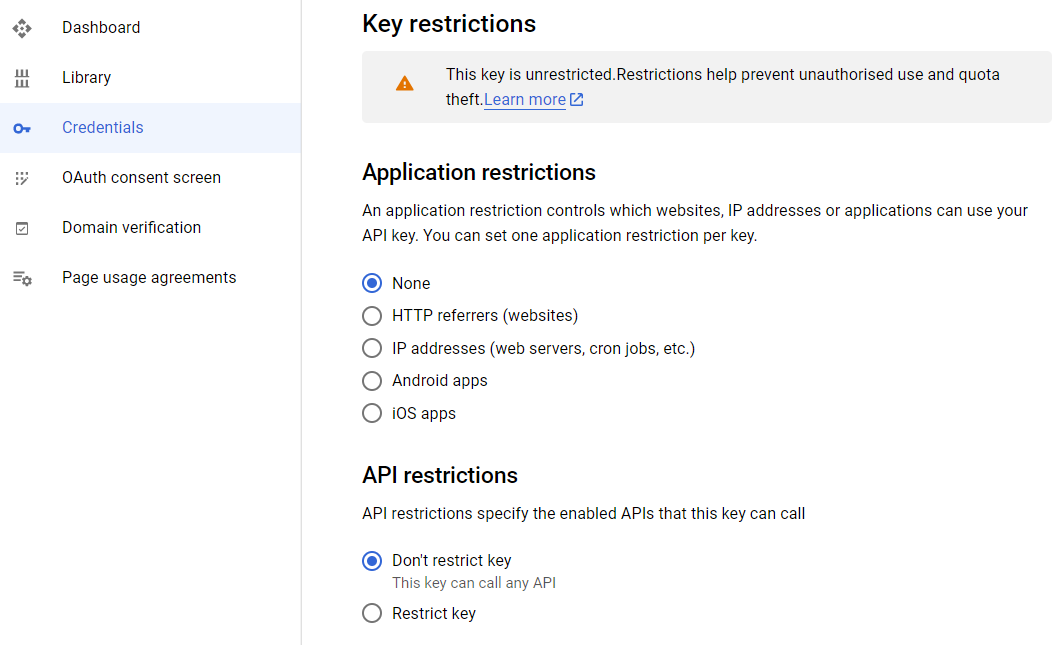 Dashboard
Library
Credentials
OAuth consent screen
Domain verification
Page usage agreements
Key restrictions
This key is unrestricted.Restrictions help prevent unauthorised use and quota
theft.Learn more
Application restrictions
An application restriction controls which websites, IP addresses or applications can use your
API key. You can set one application restriction per key.
None
HTTP referrers (websites)
IP addresses (web servers, cron jobs, etc.)
Android apps
iOS apps
API restrictions
API restrictions specify the enabled APIs that this key can call
Don't restrict key
This key can call any API
Restrict key